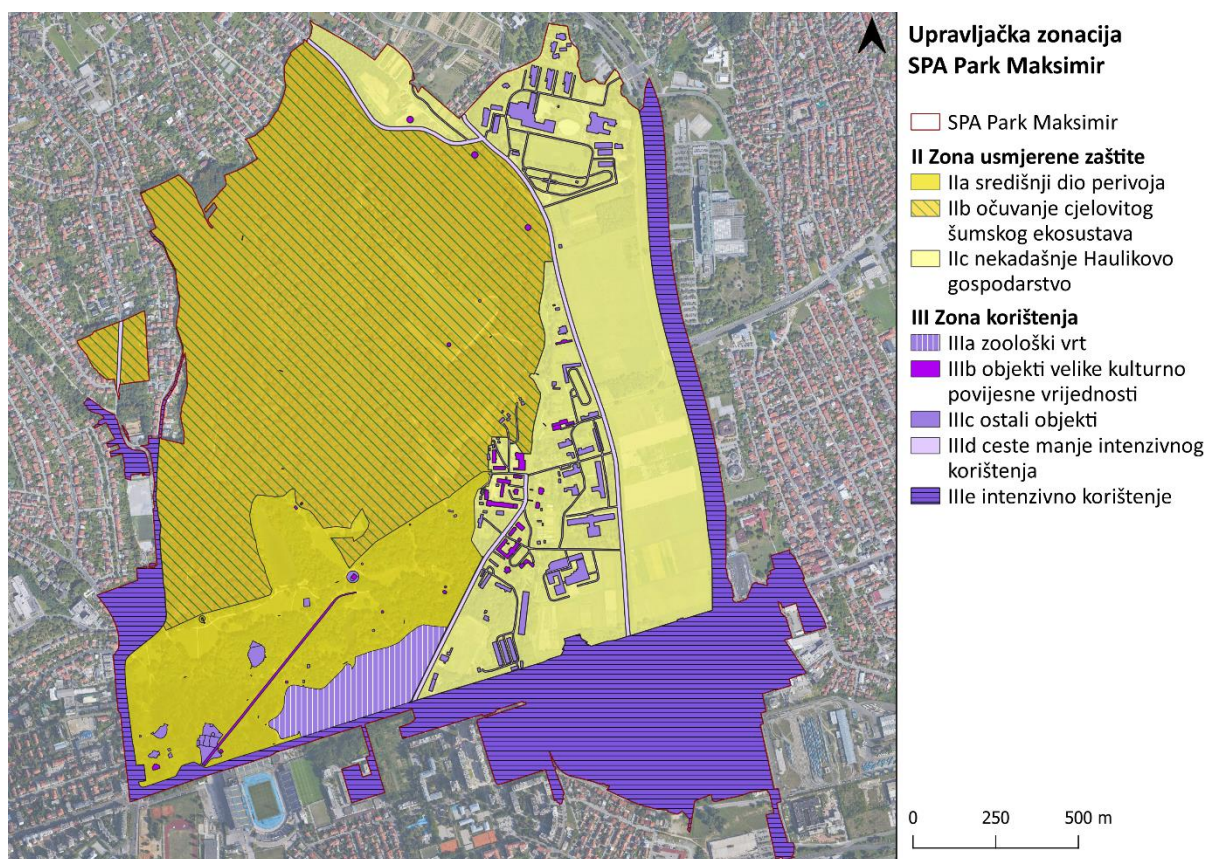 Upravljačka zonacija
SPA Park Maksimir
SPA Park Maksimir
II Zona usmjerene zaštite
IIa središnji dio perivoja
IIb očuvanje cjelovitog
šumskog ekosustava
IIc nekadašnje Haulikovo
gospodarstvo
III Zona korištenja
IIIa zoološki vrt
IIIb objekti velike kulturno
povijesne vrijednosti
IIIc ostali objekti
IIId ceste manje intenzivnog
korištenja
IIIe intenzivno korištenje
0 250 500 m